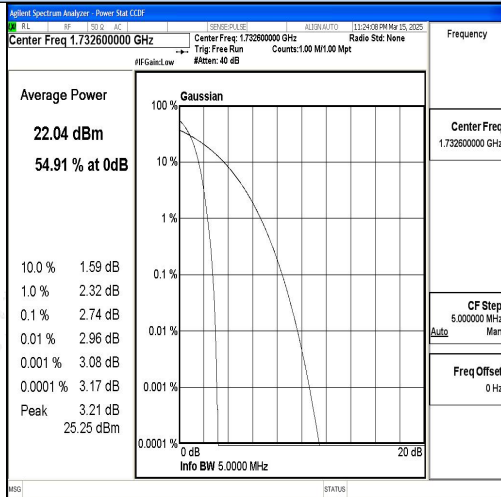 Agilent Spectrum Analyzer - Power Stat CCDF
RL RF 50 Ω AC SENSE:PULSE ALIGN AUTO 11:24:08 PM Mar 15, 2025
Center Freq 1.732600000 GHz
Center Freq: 1.732600000 GHz Radio Std: None
Trig: Free Run Counts:1.00 M/1.00 Mpt
#IFGain:Low #Atten: 40 dB
Frequency
Average Power
22.04 dBm
54.91 % at 0dB
10.0 % 1.59 dB
1.0 % 2.32 dB
0.1 % 2.74 dB
0.01 % 2.96 dB
0.001 % 3.08 dB
0.0001 % 3.17 dB
Peak 3.21 dB
25.25 dBm
Gaussian
100 %
10 %
1 %
0.1 %
0.01 %
0.001 %
0.0001 %
0 dB 20 dB
Info BW 5.0000 MHz
Center Freq
1.732600000 GHz
CF Step
5.000000 MHz
Auto Man
Freq Offset
0 Hz
MSG STATUS